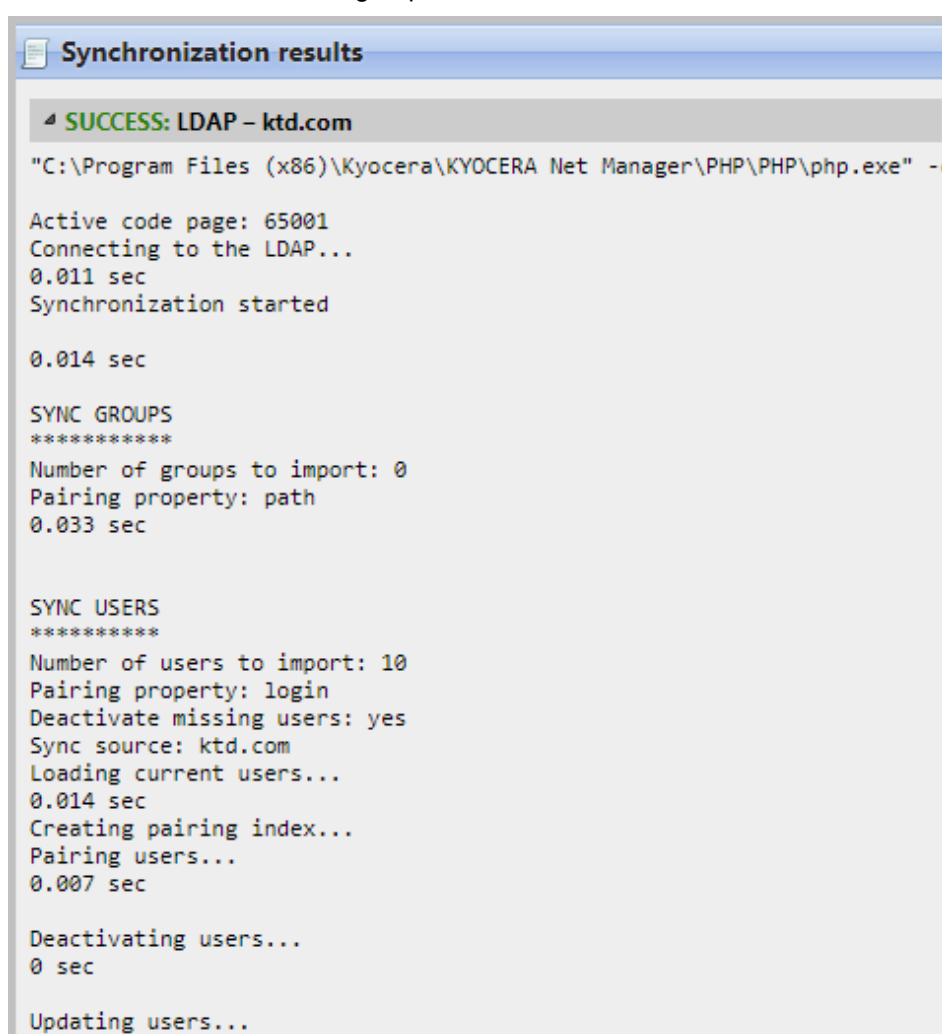 Synchronization results
SUCCESS: LDAP – ktd.com
"C:\Program Files (x86)\Kyocera\KYOCERA Net Manager\PHP\PHP\php.exe" -
Active code page: 65001
Connecting to the LDAP...
0.011 sec
Synchronization started
0.014 sec
SYNC GROUPS
***********
Number of groups to import: 0
Pairing property: path
0.033 sec
SYNC USERS
**********
Number of users to import: 10
Pairing property: login
Deactivate missing users: yes
Sync source: ktd.com
Loading current users...
0.014 sec
Creating pairing index...
Pairing users...
0.007 sec
Deactivating users...
0 sec
Updating users...